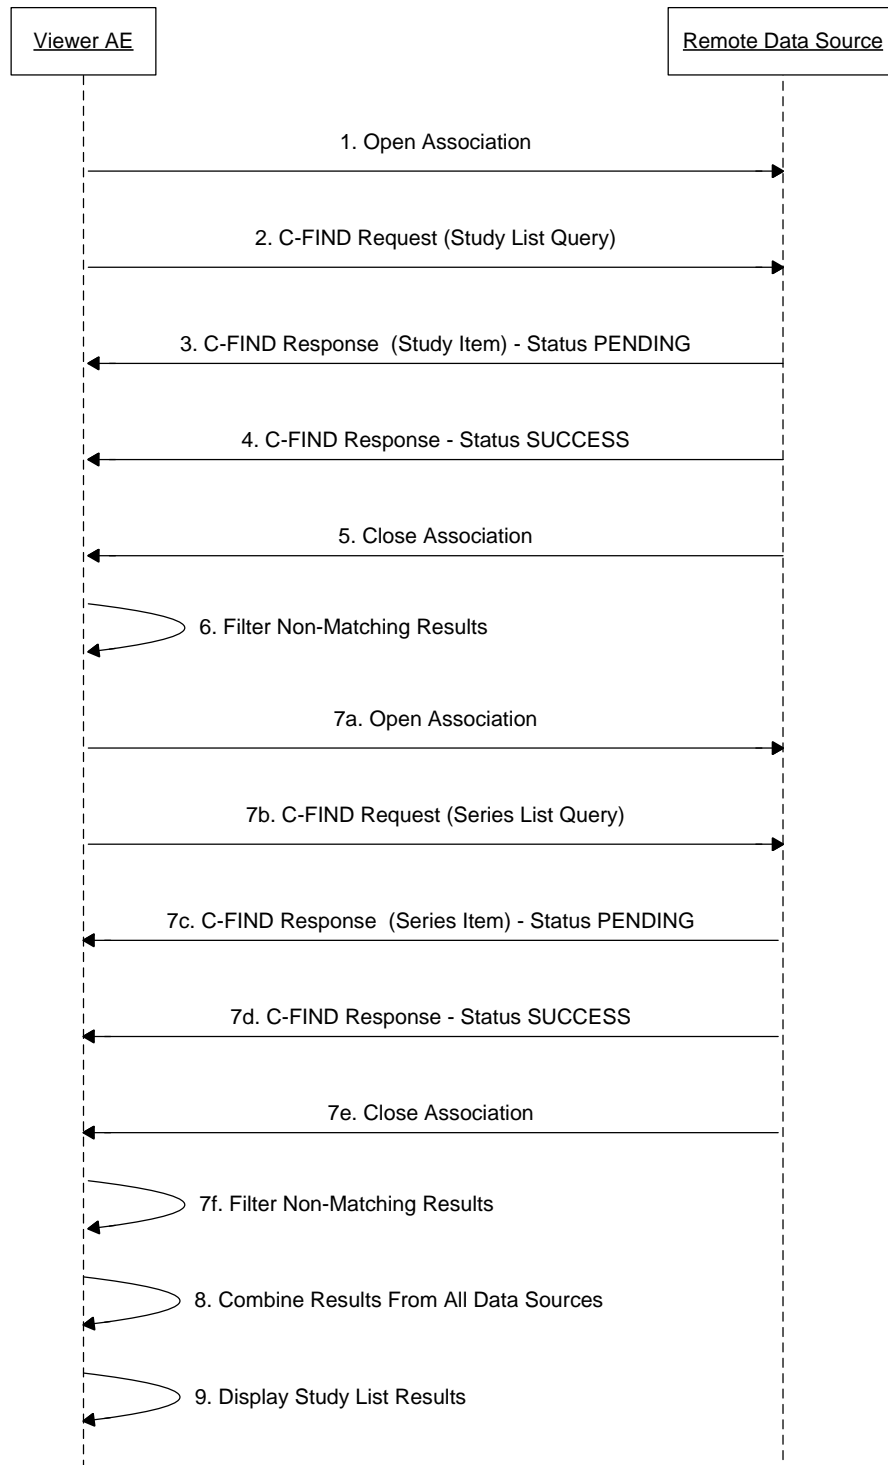 Viewer AE
Remote Data Source
1. Open Association
2. C-FIND Request (Study List Query)
3. C-FIND Response  (Study Item) - Status PENDING
4. C-FIND Response - Status SUCCESS
5. Close Association
6. Filter Non-Matching Results
7a. Open Association
7b. C-FIND Request (Series List Query)
7c. C-FIND Response  (Series Item) - Status PENDING
7d. C-FIND Response - Status SUCCESS
7e. Close Association
7f. Filter Non-Matching Results
8. Combine Results From All Data Sources
9. Display Study List Results